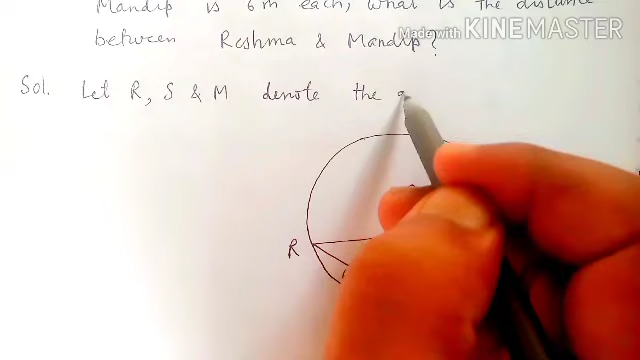 Mandip is 6m each, what is the distance
between Reshma & Mandip?
Made with KINEMASTER
Sol. Let R, S & M denote the
R